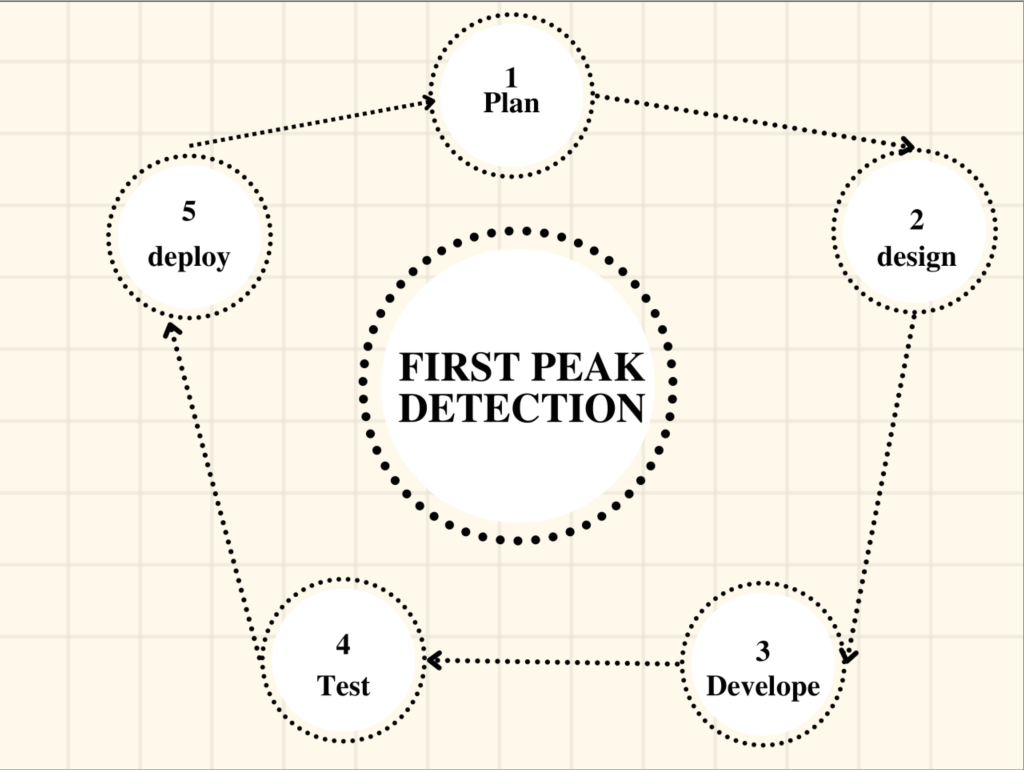 1
Plan
2
design
3
Develope
4
Test
5
deploy
FIRST PEAK
DETECTION